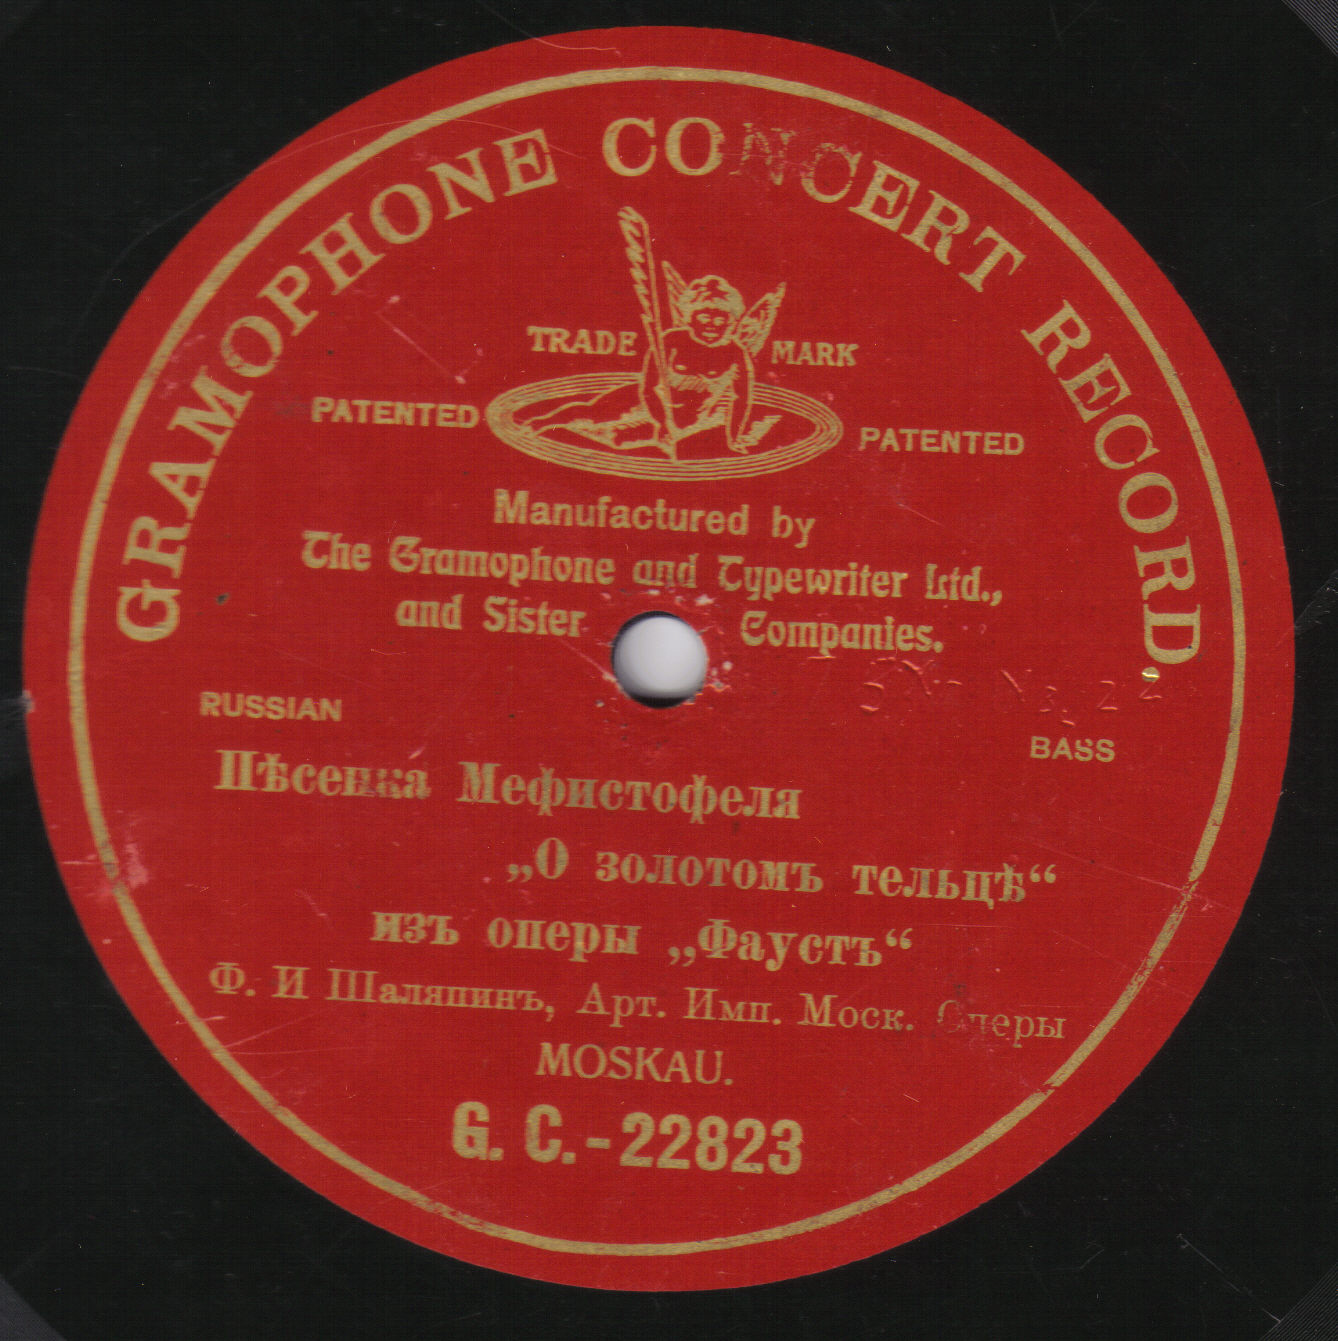 GRAMOPHONE CONCERT RECORD.
TRADE MARK
PATENTED PATENTED
Manufactured by
The Gramophone and Typewriter Ltd.,
and Sister Companies.
RUSSIAN
BASS
Пѣсенка Мефистофеля
„О золотомъ тельцѣ“
изъ оперы „Фаустъ“
Ф. И Шаляпинъ, Арт. Имп. Моск. Оперы
MOSKAU.
G. C.-22823